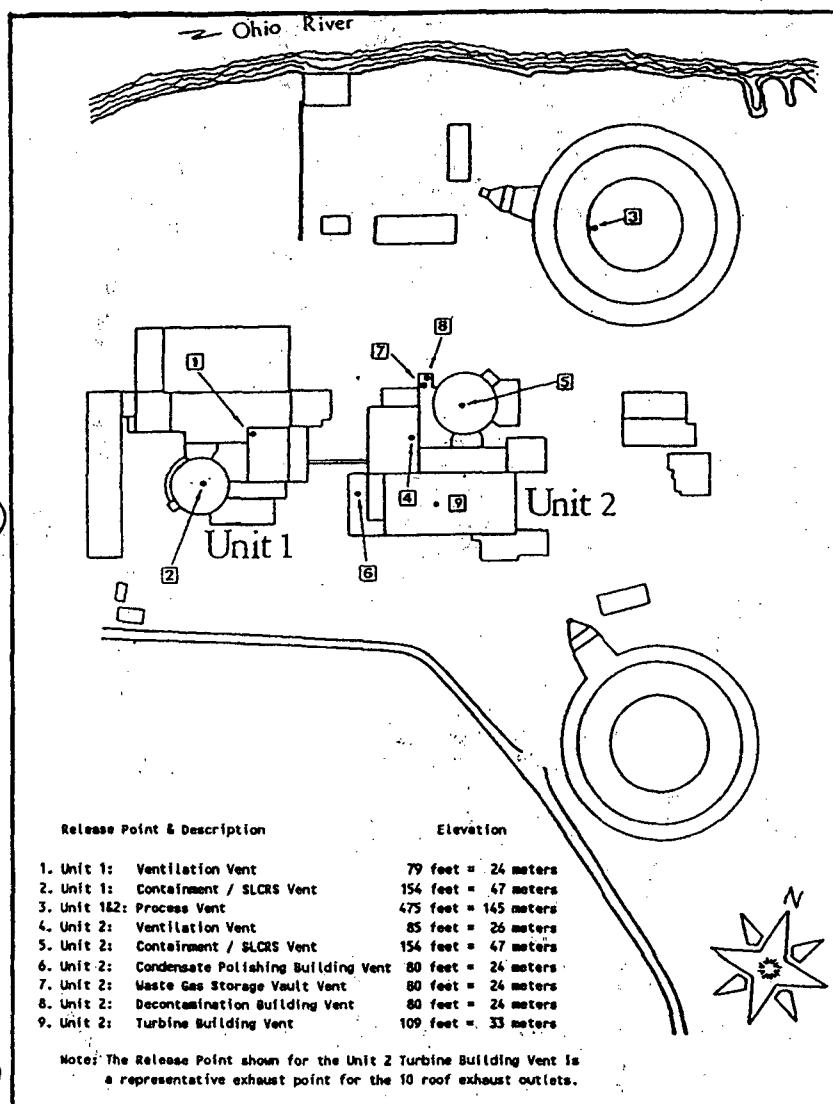 Ohio River
3
8
7
1
5
4
9
Unit 2
Unit 1
2
6
Release Point & Description Elevation
1. Unit 1: Ventilation Vent 79 feet = 24 meters
2. Unit 1: Containment / SLCRS Vent 154 feet = 47 meters
3. Unit 1&2: Process Vent 475 feet = 145 meters
4. Unit 2: Ventilation Vent 85 feet = 26 meters
5. Unit 2: Containment / SLCRS Vent 154 feet = 47 meters
6. Unit 2: Condensate Polishing Building Vent 80 feet = 24 meters
7. Unit 2: Waste Gas Storage Vault Vent 80 feet = 24 meters
8. Unit 2: Decontamination Building Vent 80 feet = 24 meters
9. Unit 2: Turbine Building Vent 109 feet = 33 meters
N
Note: The Release Point shown for the Unit 2 Turbine Building Vent is
a representative exhaust point for the 10 roof exhaust outlets.